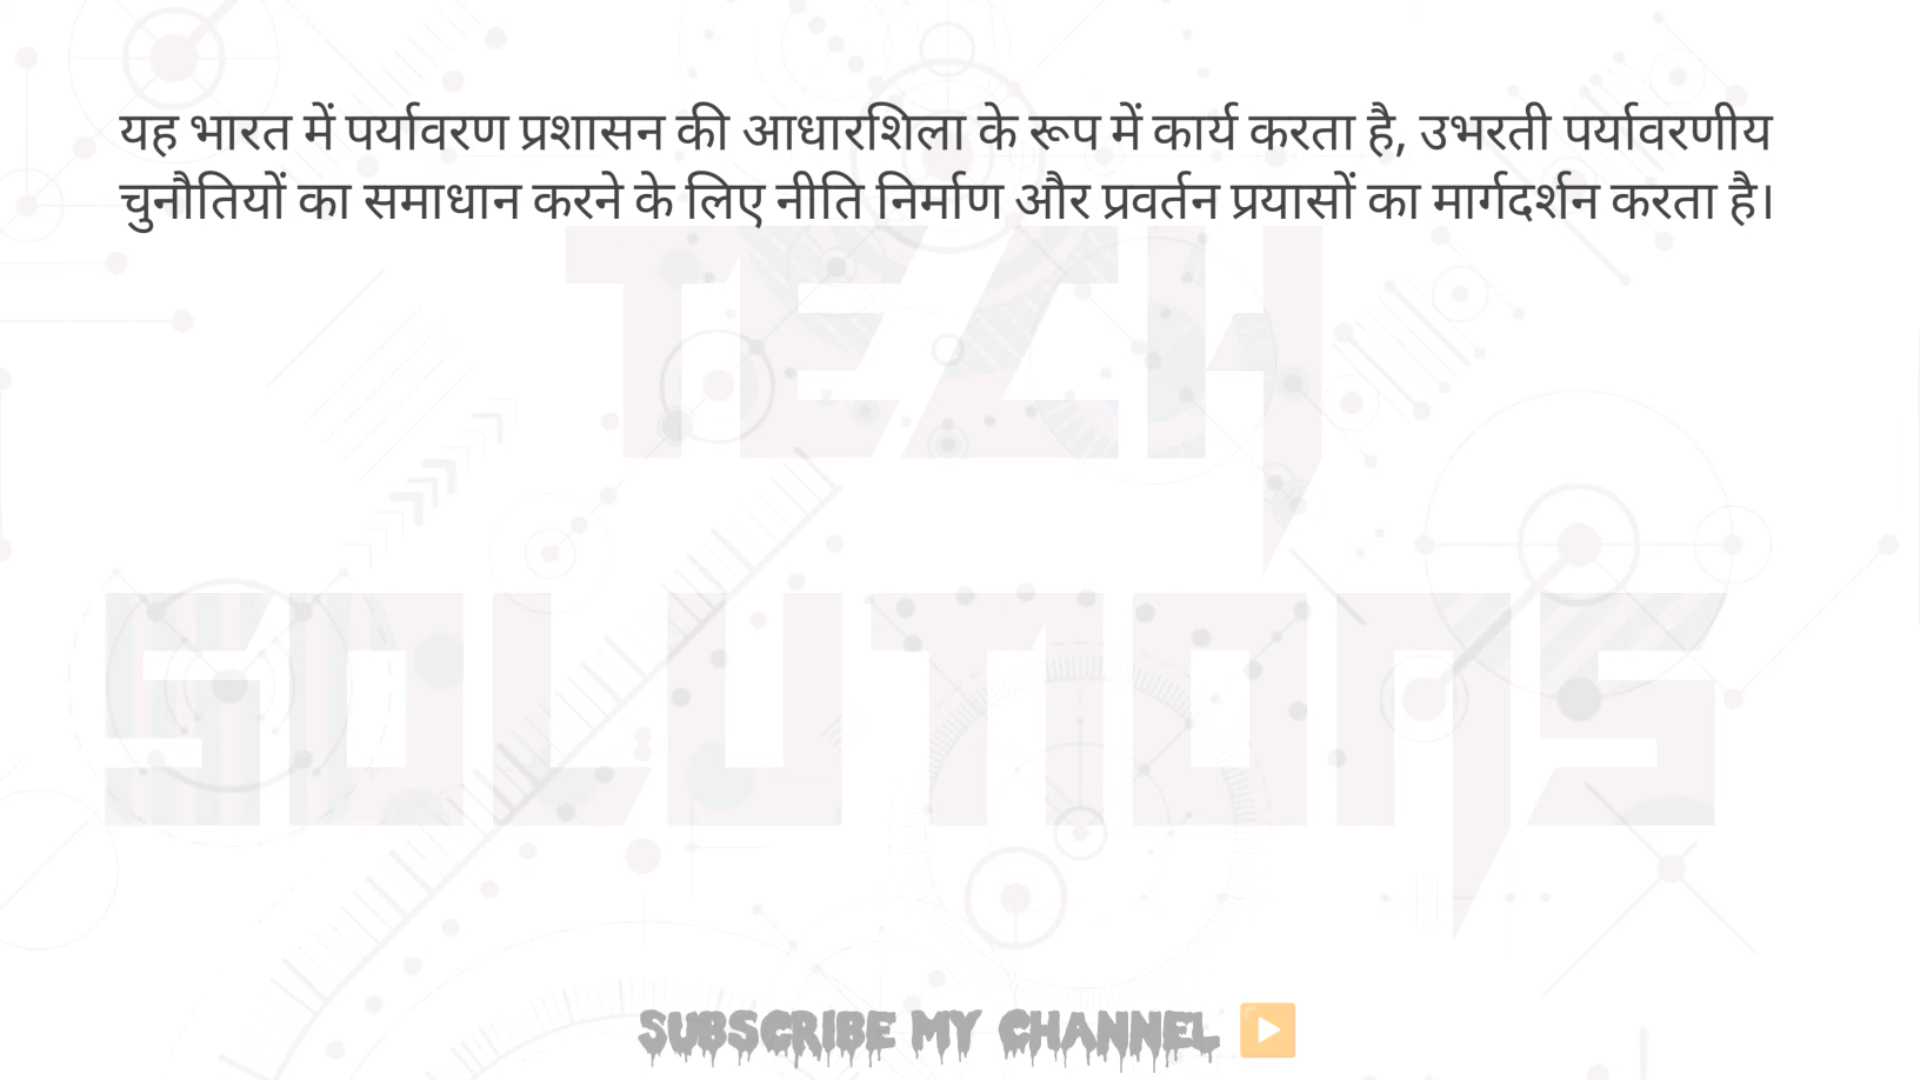 यह भारत में पर्यावरण प्रशासन की आधारशिला के रूप में कार्य करता है, उभरती पर्यावरणीय
चुनौतियों का समाधान करने के लिए नीति निर्माण और प्रवर्तन प्रयासों का मार्गदर्शन करता है।
TECH
SOLUTIONS
SUBSCRIBE MY CHANNEL